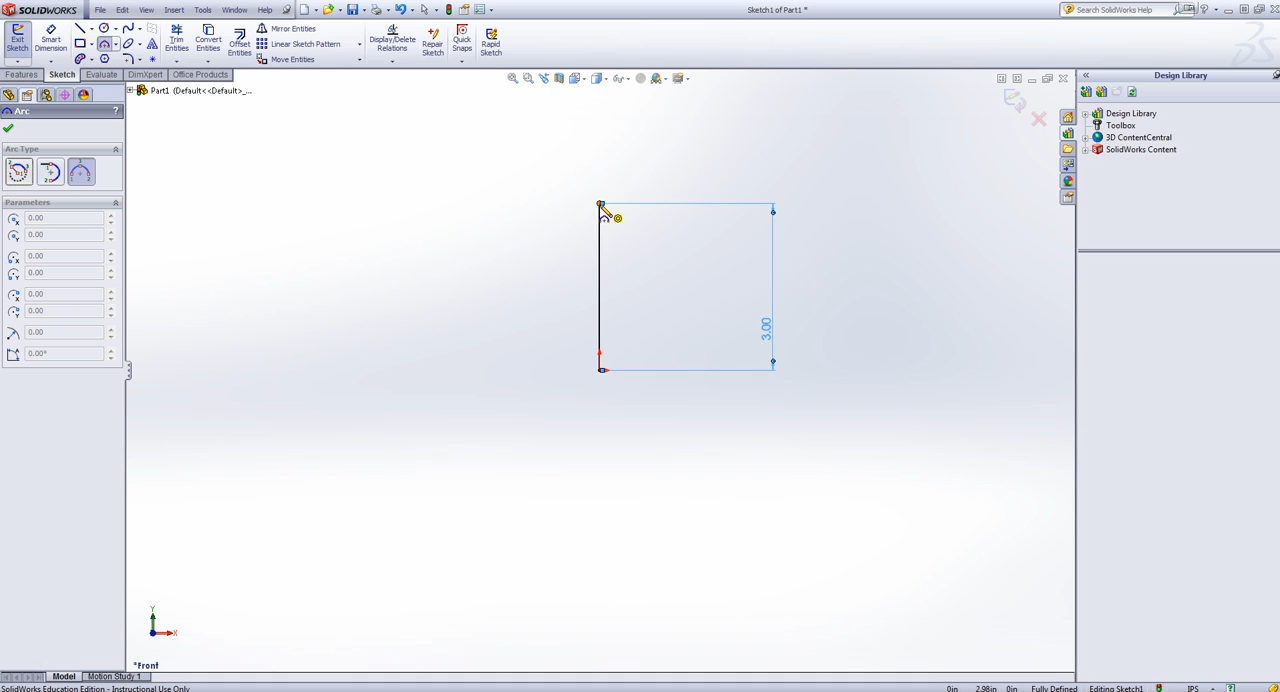 SOLIDWORKS File Edit View Insert Tools Window Help Sketch1 of Part1 * Search SolidWorks Help
Exit Sketch
Smart Dimension
Trim Entities
Convert Entities
Offset Entities
Mirror Entities
Linear Sketch Pattern
Move Entities
Display/Delete Relations
Repair Sketch
Quick Snaps
Rapid Sketch
Features Sketch Evaluate DimXpert Office Products
Design Library
Part1 (Default<<Default>_...
Arc ?
Arc Type
Parameters
0.00
0.00
0.00
0.00
0.00
0.00
0.00
0.00°
3.00
Design Library
Toolbox
3D ContentCentral
SolidWorks Content
Y
X
*Front
Model Motion Study 1
SolidWorks Education Edition - Instructional Use Only 0in 2.98in 0in Fully Defined Editing Sketch1 IPS